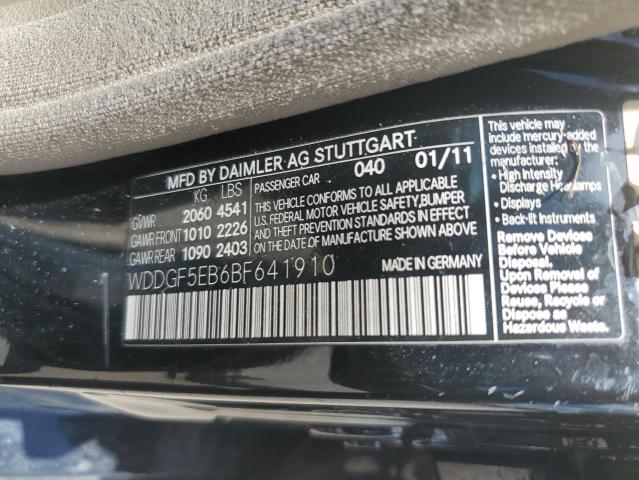 MFD BY DAIMLER AG STUTTGART
KG LBS
GVWR 2060 4541
GAWR FRONT 1010 2226
GAWR REAR 1090 2403
PASSENGER CAR 040 01/11
THIS VEHICLE CONFORMS TO ALL APPLICABLE
U.S. FEDERAL MOTOR VEHICLE SAFETY, BUMPER
AND THEFT PREVENTION STANDARDS IN EFFECT
ON THE DATE OF MANUFACTURE SHOWN ABOVE.
WDDGF5EB6BF641910 MADE IN GERMANY
This vehicle may
include mercury-added
devices installed by the
manufacturer:
• High Intensity
Discharge Headlamps
• Displays
• Back-lit Instruments
Remove Devices
Before Vehicle
Disposal.
Upon Removal of
Devices Please
Reuse, Recycle or
Dispose as
Hazardous Waste.